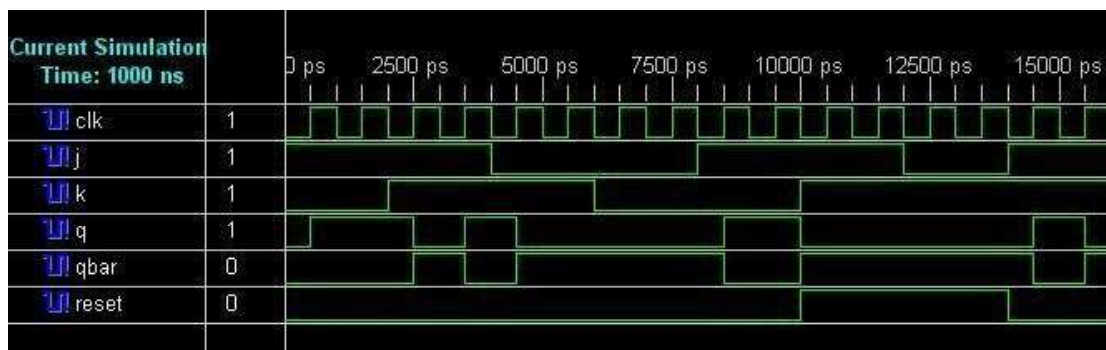 Current Simulation
Time: 1000 ns
0 ps 2500 ps 5000 ps 7500 ps 10000 ps 12500 ps 15000 ps
clk 1
j 1
k 1
q 1
qbar 0
reset 0